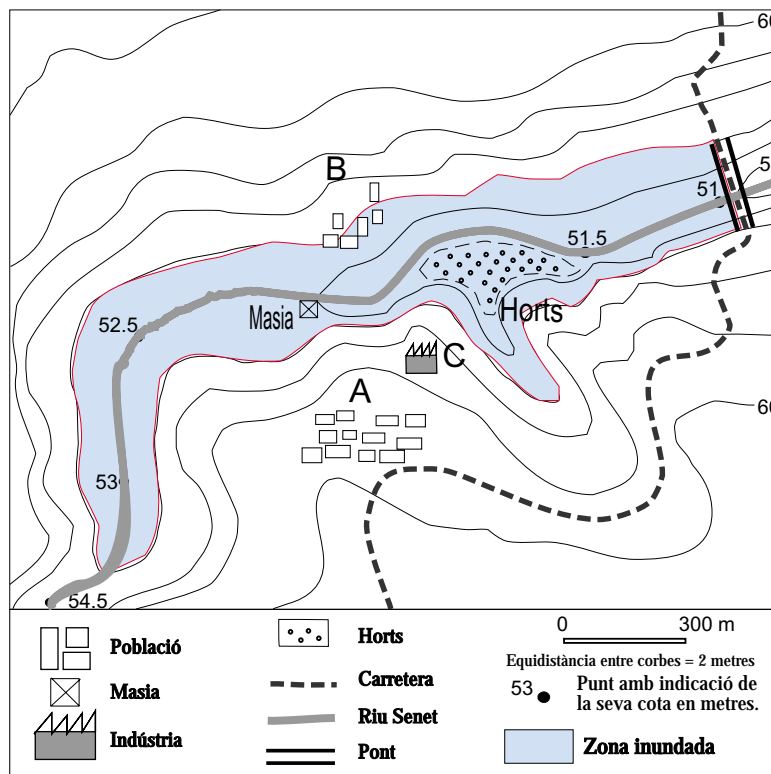 60
B
51
5
51.5
Masia
Horts
52.5
C
A
60
53
54.5
Població
Masia
Indústria
Horts
Carretera
Riu Senet
Pont
0 300 m
Equidistància entre corbes = 2 metres
53 Punt amb indicació de
la seva cota en metres.
Zona inundada